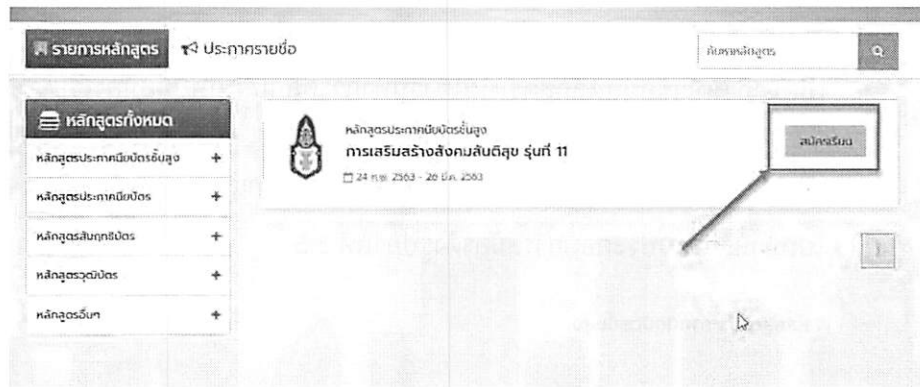 รายการหลักสูตร
ประกาศรายชื่อ
ค้นหาหลักสูตร
หลักสูตรทั้งหมด
หลักสูตรประกาศนียบัตรชั้นสูง +
หลักสูตรประกาศนียบัตร +
หลักสูตรสัมฤทธิบัตร +
หลักสูตรวุฒิบัตร +
หลักสูตรอื่นๆ +
หลักสูตรประกาศนียบัตรชั้นสูง
การเสริมสร้างสังคมสันติสุข รุ่นที่ 11
24 ก.พ. 2563 - 26 มี.ค. 2563
สมัครเรียน